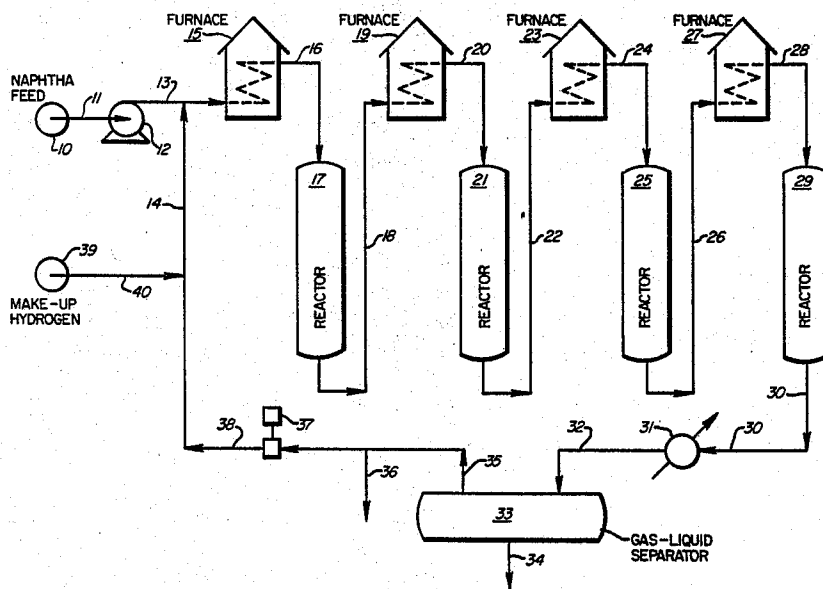 FURNACE
15
16
FURNACE
19
20
FURNACE
23
24
FURNACE
27
28
NAPHTHA
FEED
11
13
10
12
14
17
REACTOR
18
21
REACTOR
22
25
REACTOR
26
29
REACTOR
39
40
MAKE-UP
HYDROGEN
30
38
37
36
35
32
31
30
33
34
GAS-LIQUID
SEPARATOR